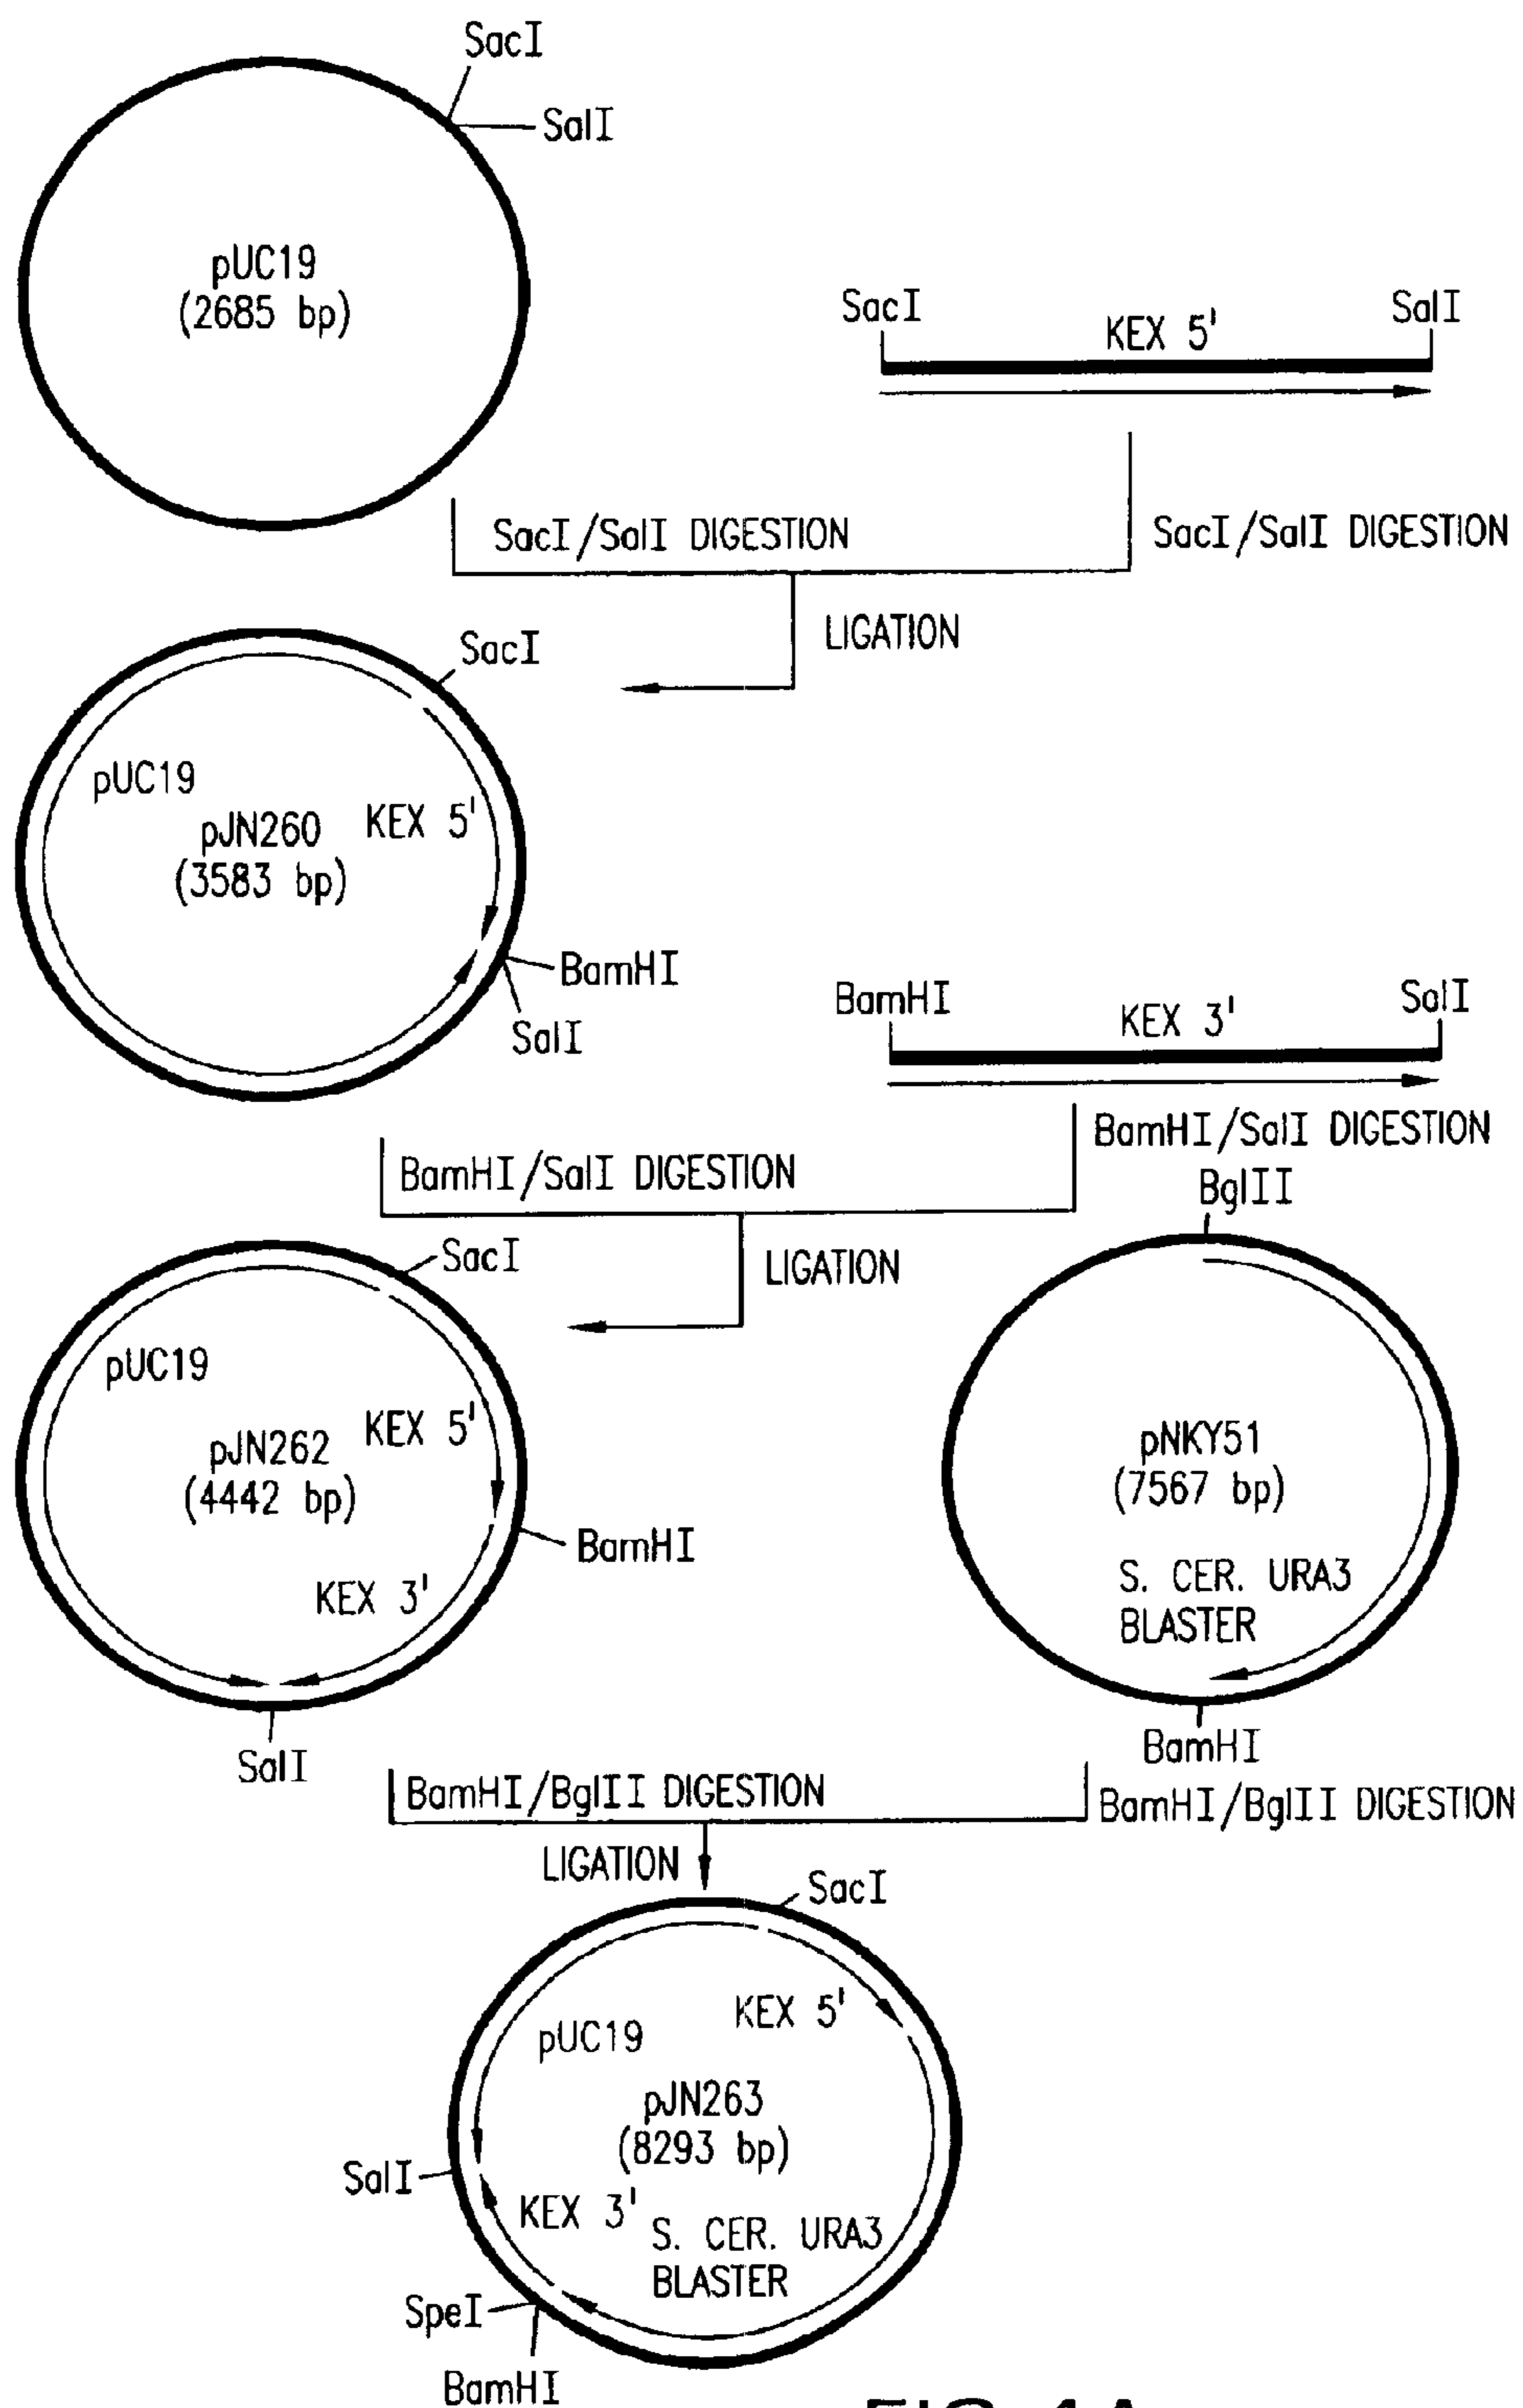 SacI
SalI
pUC19
(2685 bp)
SacI
KEX 5'
SalI
SacI/SalI DIGESTION
SacI/SalI DIGESTION
LIGATION
SacI
pUC19
pJN260
(3583 bp)
KEX 5'
BamHI
SalI
BamHI
KEX 3'
SalI
BamHI/SalI DIGESTION
BamHI/SalI DIGESTION
LIGATION
SacI
pUC19
KEX 5'
pJN262
(4442 bp)
BamHI
KEX 3'
SalI
BglII
pNKY51
(7567 bp)
S. CER. URA3
BLASTER
BamHI
BamHI/BglII DIGESTION
BamHI/BglII DIGESTION
LIGATION
SacI
KEX 5'
pUC19
pJN263
(8293 bp)
SalI
KEX 3'
S. CER. URA3
BLASTER
SpeI
BamHI